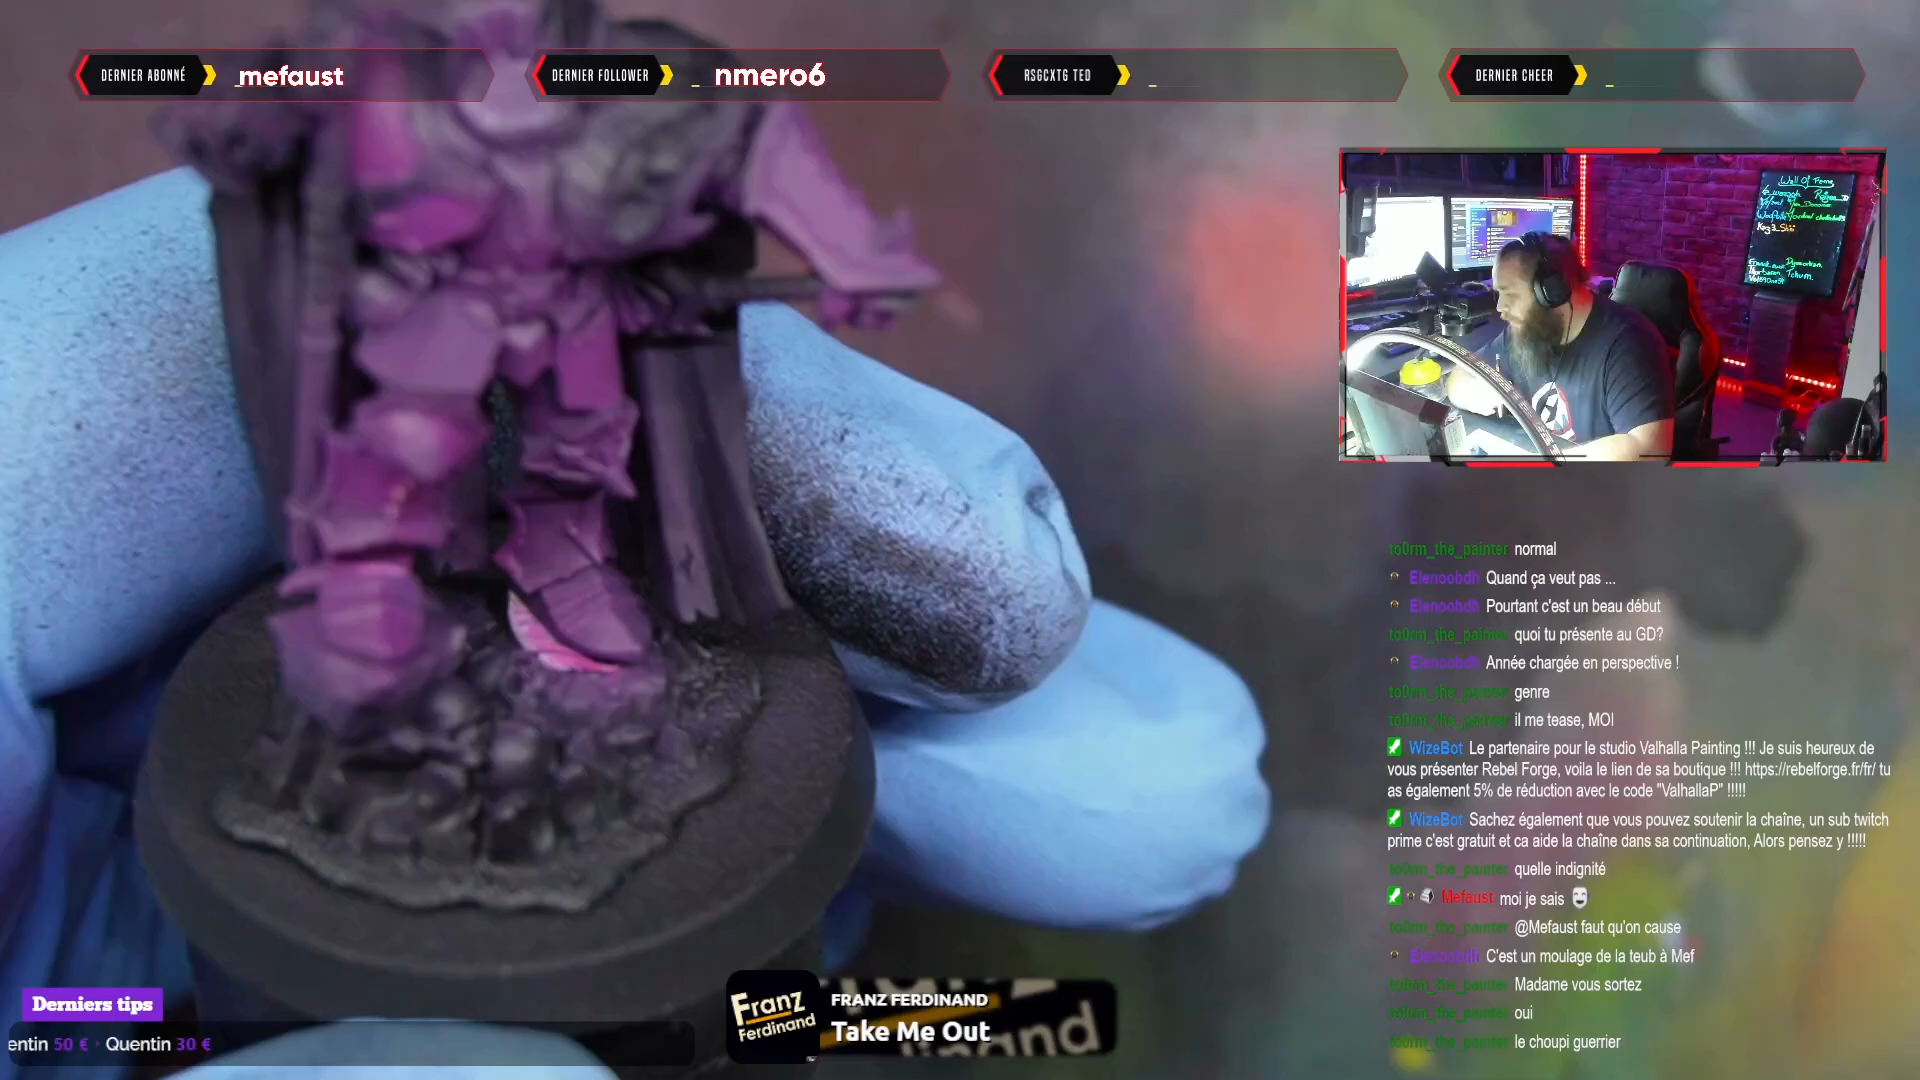 DERNIER ABONNÉ
_mefaust
DERNIER FOLLOWER
_ nmero6
RSGCXTG TED
_
DERNIER CHEER
_
Wall Of Fame
to0rm_the_painter normal
Elenoobdh Quand ça veut pas ...
Elenoobdh Pourtant c'est un beau début
to0rm_the_painter quoi tu présente au GD?
Elenoobdh Année chargée en perspective !
to0rm_the_painter genre
to0rm_the_painter il me tease, MOI
WizeBot Le partenaire pour le studio Valhalla Painting !!! Je suis heureux de
vous présenter Rebel Forge, voila le lien de sa boutique !!! https://rebelforge.fr/fr/ tu
as également 5% de réduction avec le code "ValhallaP" !!!!!
WizeBot Sachez également que vous pouvez soutenir la chaîne, un sub twitch
prime c'est gratuit et ca aide la chaîne dans sa continuation, Alors pensez y !!!!!
to0rm_the_painter quelle indignité
Mefaust moi je sais
to0rm_the_painter @Mefaust faut qu'on cause
Elenoobdh C'est un moulage de la teub à Mef
to0rm_the_painter Madame vous sortez
to0rm_the_painter oui
to0rm_the_painter le choupi guerrier
Derniers tips
entin 50 € · Quentin 30 €
Franz
Ferdinand
FRANZ FERDINAND
Take Me Out